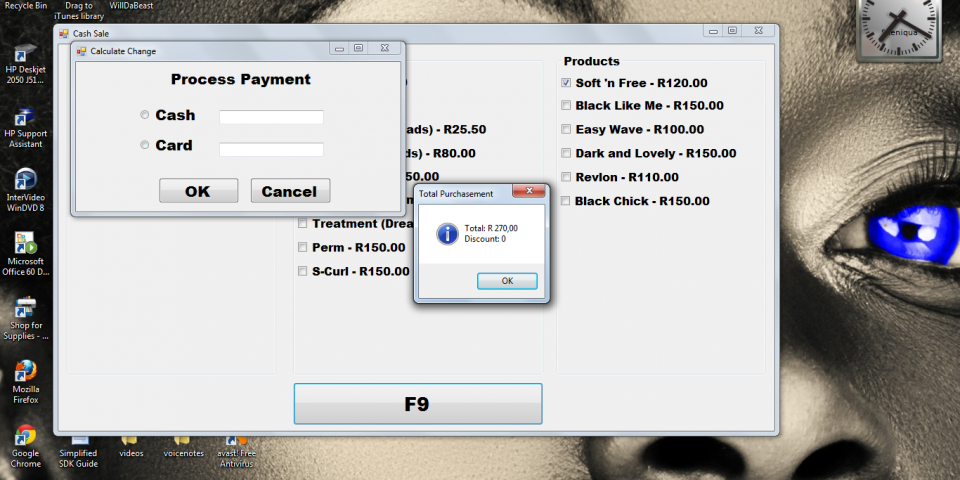 Recycle Bin
Drag to
iTunes library
WillDaBeast
HP Deskjet
2050 J51...
HP Support
Assistant
InterVideo
WinDVD 8
Microsoft
Office 60 D...
Shop for
Supplies - ...
Mozilla
Firefox
Google
Chrome
Simplified
SDK Guide
videos
voicenotes
avast! Free
Antivirus
Cash Sale
Calculate Change
Process Payment
Cash
Card
OK
Cancel
ads) - R25.50
ds) - R80.00
50.00
Treatment (Drea
Perm - R150.00
S-Curl - R150.00
Total Purchasement
Total: R 270,00
Discount: 0
OK
Products
Soft 'n Free - R120.00
Black Like Me - R150.00
Easy Wave - R100.00
Dark and Lovely - R150.00
Revlon - R110.00
Black Chick - R150.00
F9